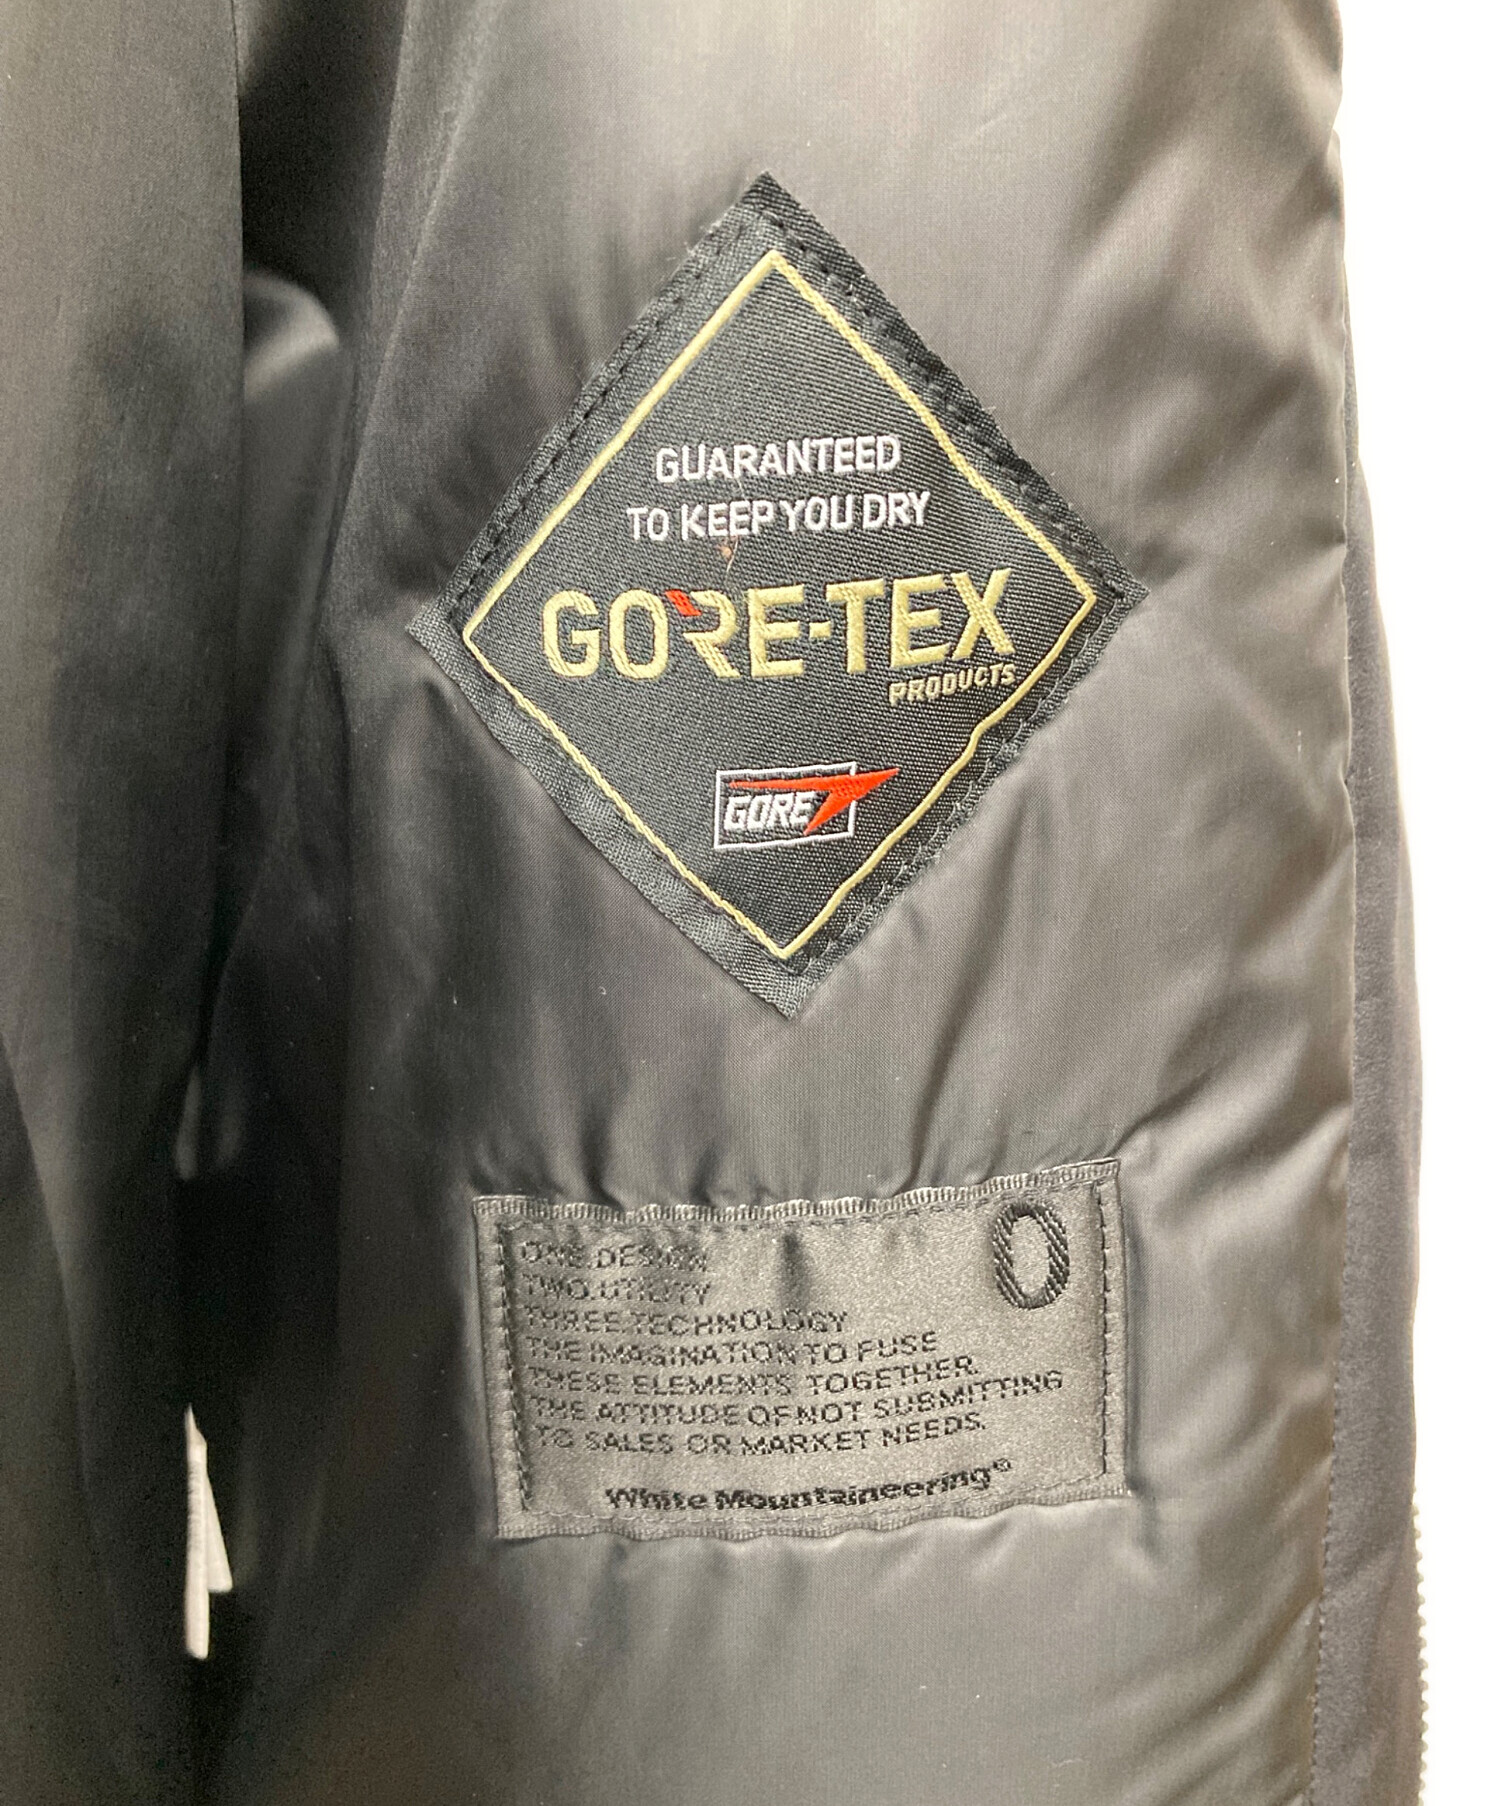 GUARANTEED
TO KEEP YOU DRY
GORE-TEX
PRODUCTS
GORE
0
ONE.DESIGN
TWO.UTILITY
THREE.TECHNOLOGY
THE IMAGINATION TO FUSE
THESE ELEMENTS TOGETHER.
THE ATTITUDE OF NOT SUBMITTING
TO SALES OR MARKET NEEDS.
White Mountaineering®